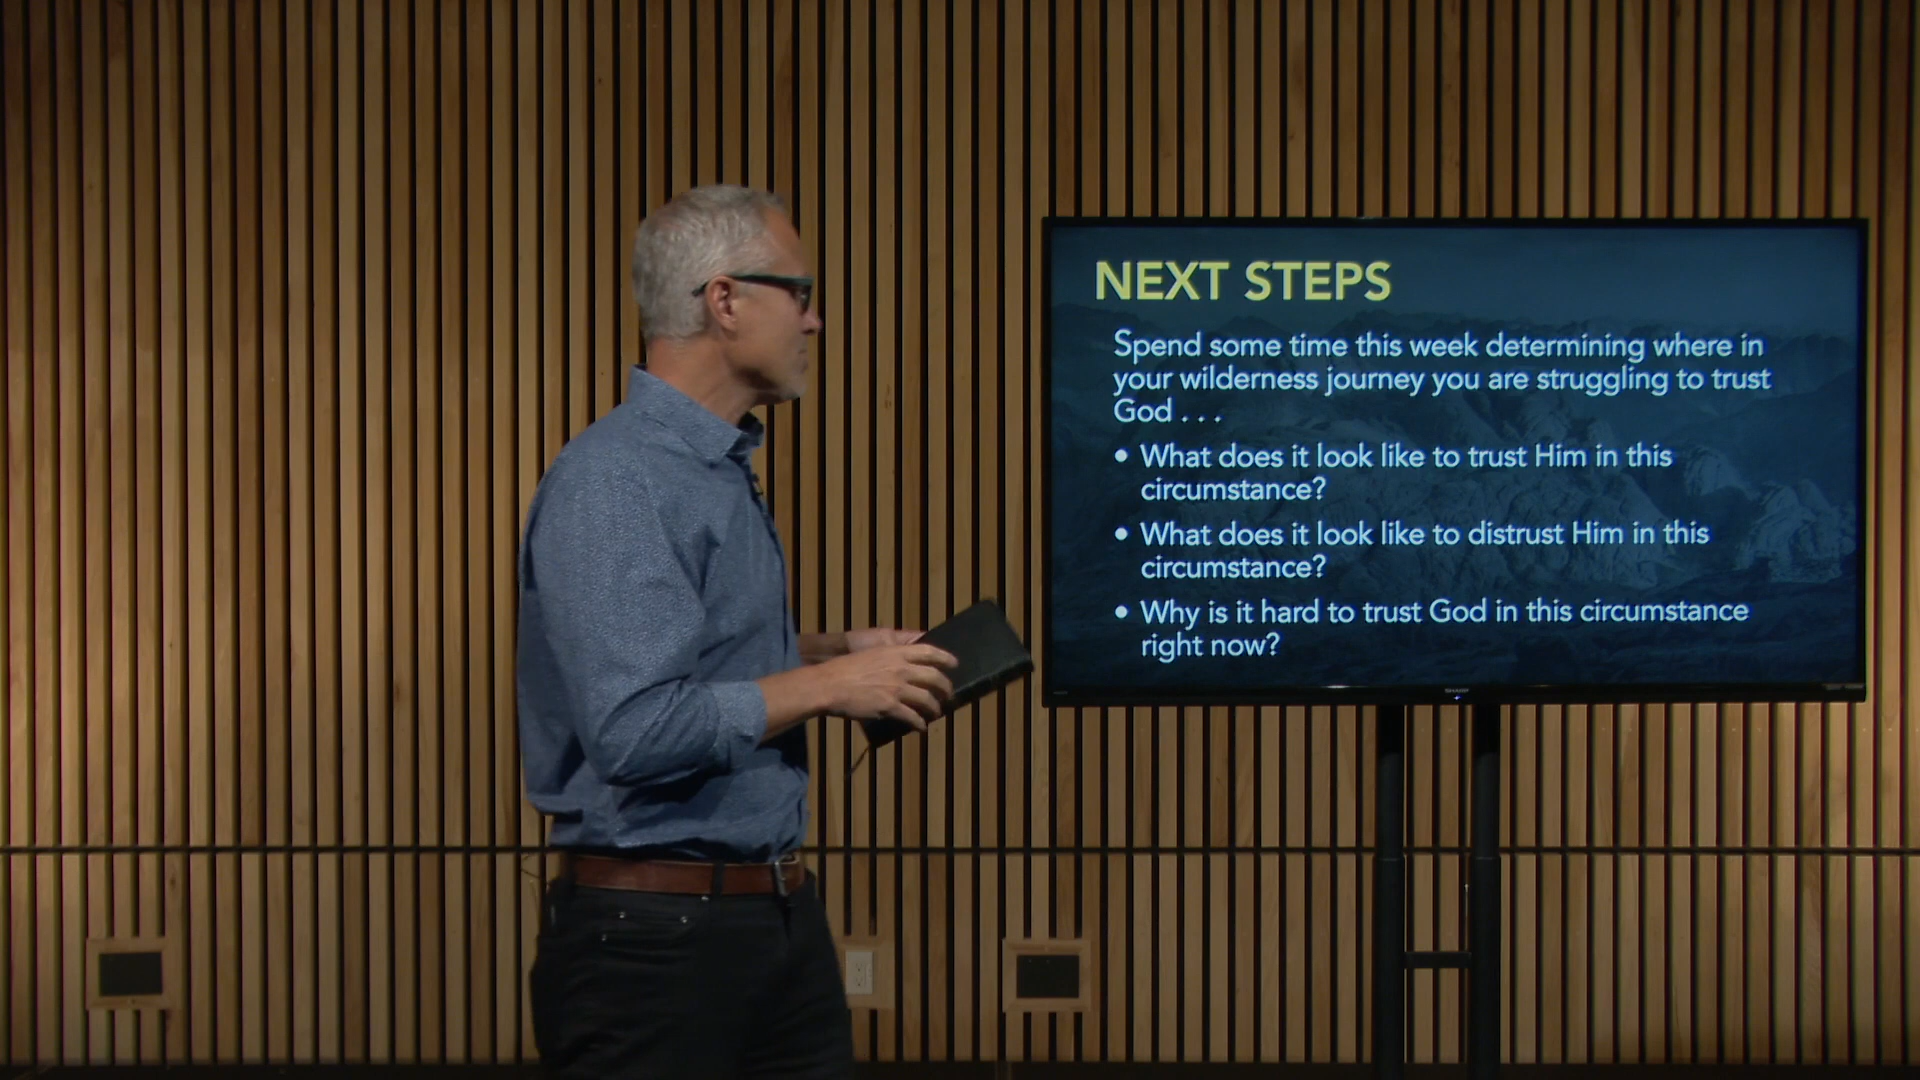 NEXT STEPS
Spend some time this week determining where in
your wilderness journey you are struggling to trust
God . . .
• What does it look like to trust Him in this
circumstance?
• What does it look like to distrust Him in this
circumstance?
• Why is it hard to trust God in this circumstance
right now?
SHARP